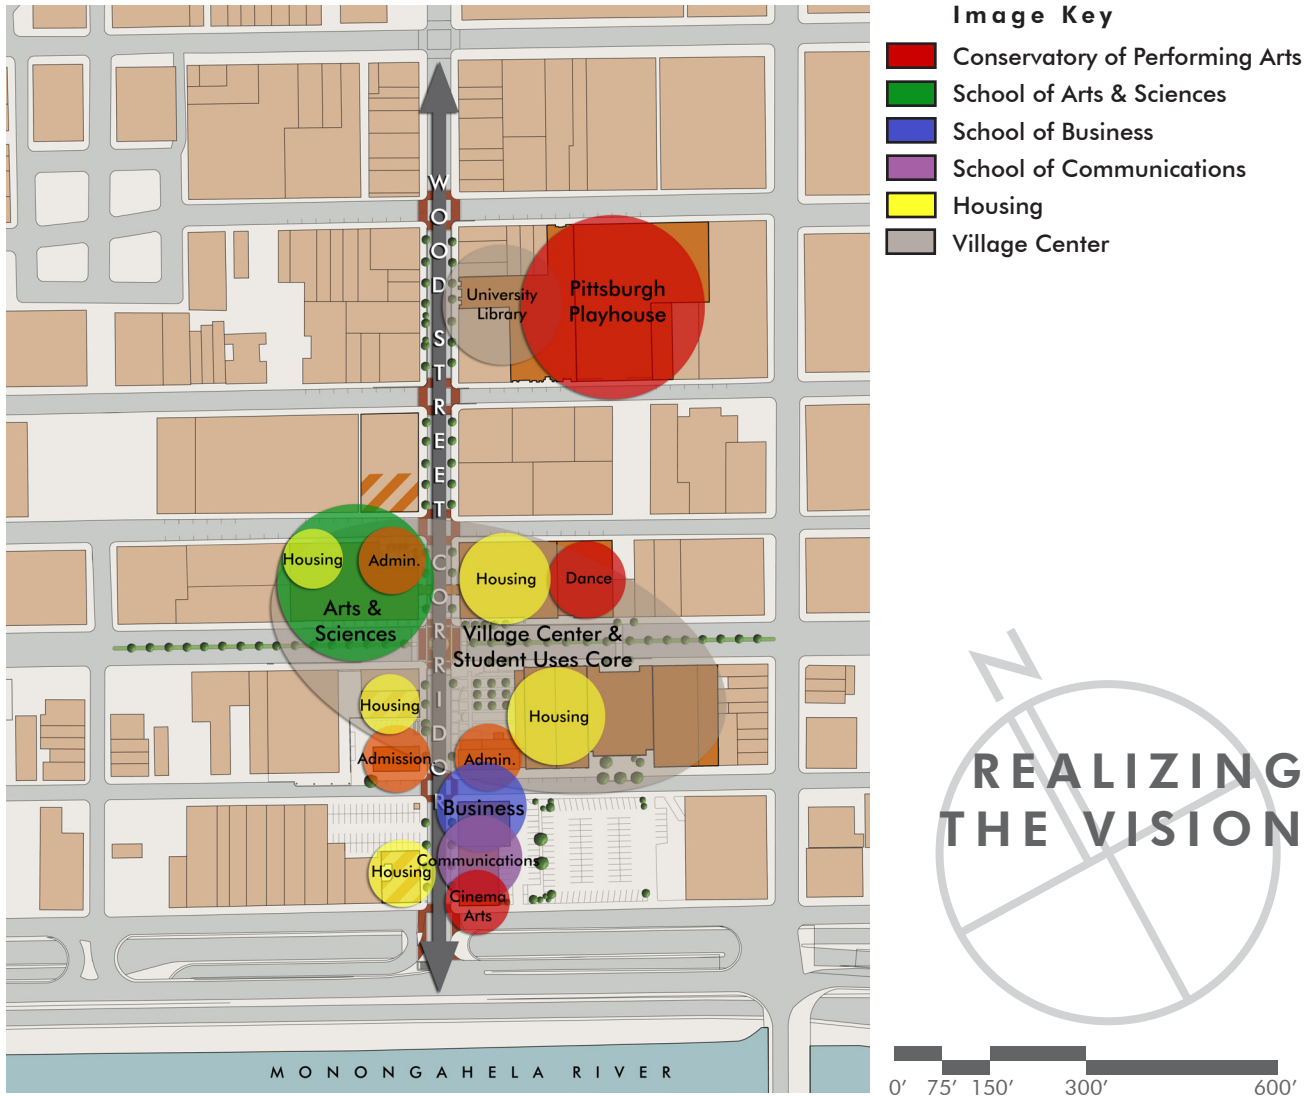 Image Key
Conservatory of Performing Arts
School of Arts & Sciences
School of Business
School of Communications
Housing
Village Center
WOOD STREET CORRIDOR
University
Library
Pittsburgh
Playhouse
Housing
Admin.
Arts &
Sciences
Housing
Dance
Village Center &
Student Uses Core
Housing
Housing
Admission
Admin.
Business
Communications
Housing
Cinema
Arts
MONONGAHELA RIVER
N
REALIZING
THE VISION
0' 75' 150' 300' 600'